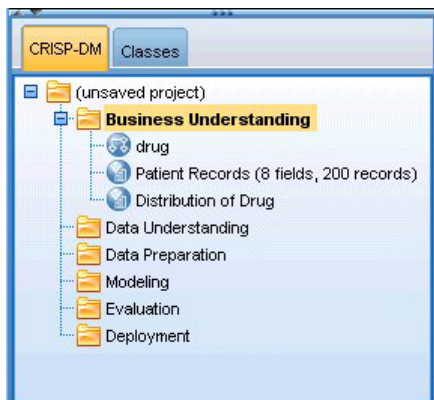 CRISP-DM Classes
(unsaved project)
Business Understanding
drug
Patient Records (8 fields, 200 records)
Distribution of Drug
Data Understanding
Data Preparation
Modeling
Evaluation
Deployment